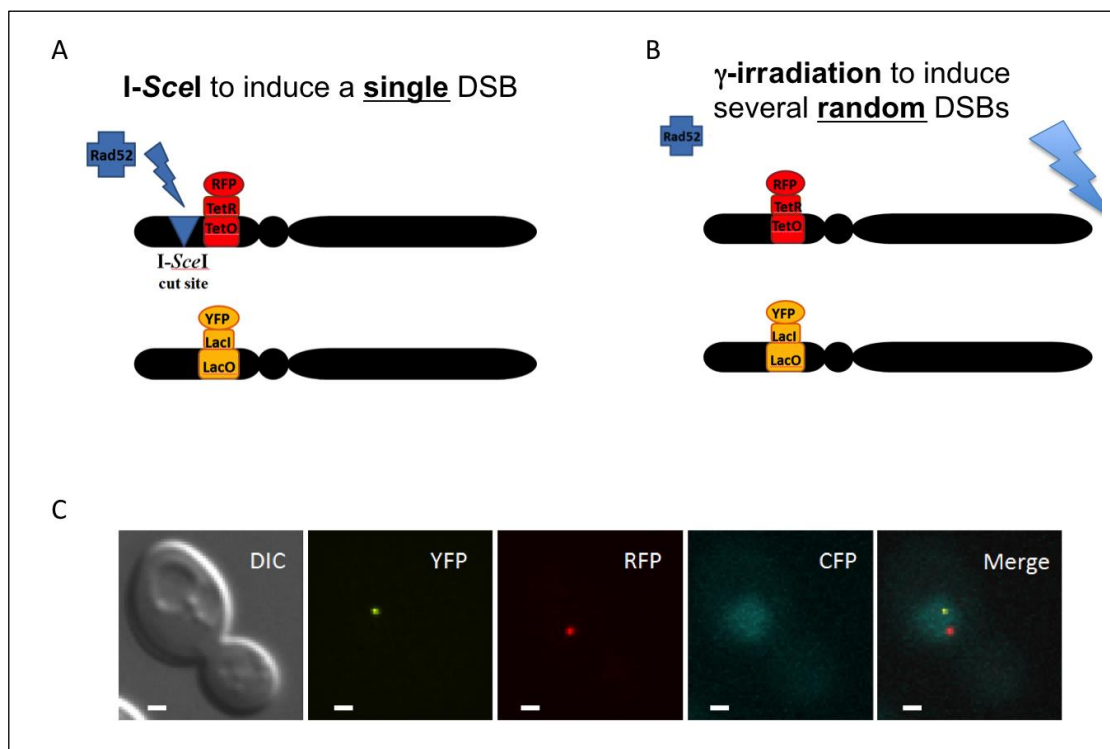 A
I-SceI to induce a single DSB
Rad52
RFP
TetR
TetO
I-SceI
cut site
YFP
LacI
LacO
B
γ-irradiation to induce
several random DSBs
Rad52
RFP
TetR
TetO
YFP
LacI
LacO
C
DIC
YFP
RFP
CFP
Merge